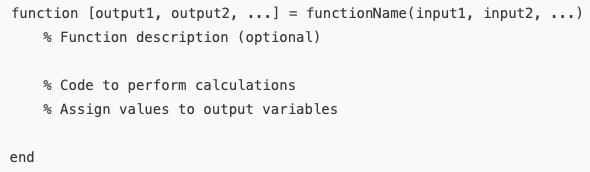 function [output1, output2, ...] = functionName(input1, input2, ...)
% Function description (optional)
% Code to perform calculations
% Assign values to output variables
end